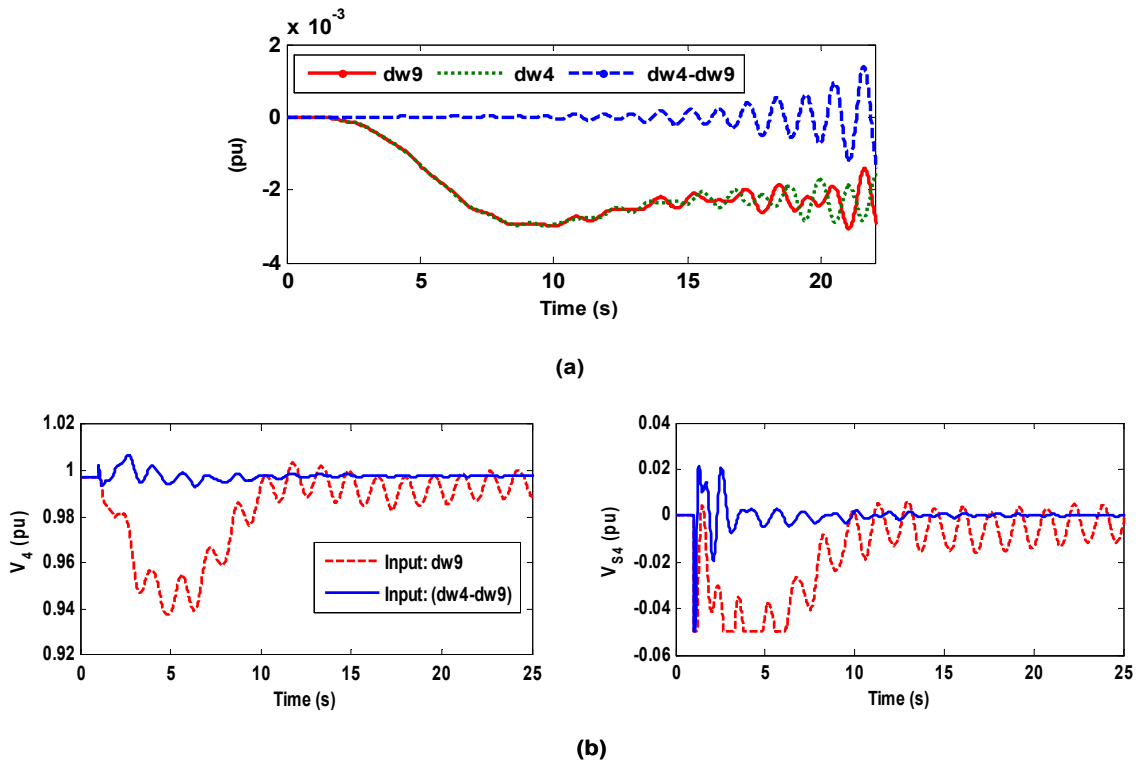 x 10⁻³
dw9 dw4 dw4-dw9
2
0
-2
-4
(pu)
0 5 10 15 20
Time (s)
(a)
1.02
1
0.98
0.96
0.94
0.92
V4 (pu)
Input: dw9
Input: (dw4-dw9)
0 5 10 15 20 25
Time (s)
0.04
0.02
0
-0.02
-0.04
-0.06
VS4 (pu)
0 5 10 15 20 25
Time (s)
(b)